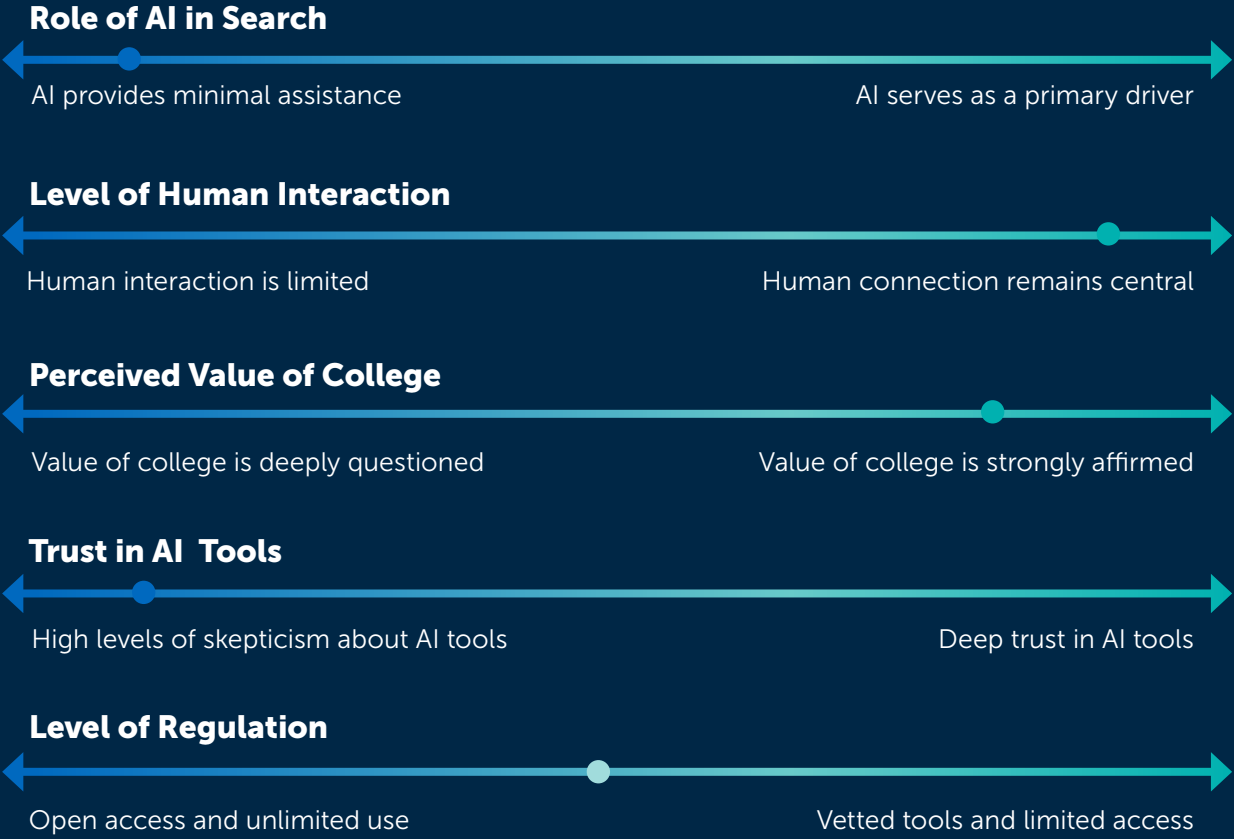 Role of AI in Search
AI provides minimal assistance
AI serves as a primary driver
Level of Human Interaction
Human interaction is limited
Human connection remains central
Perceived Value of College
Value of college is deeply questioned
Value of college is strongly affirmed
Trust in AI  Tools
High levels of skepticism about AI tools
Deep trust in AI tools
Level of Regulation
Open access and unlimited use
Vetted tools and limited access